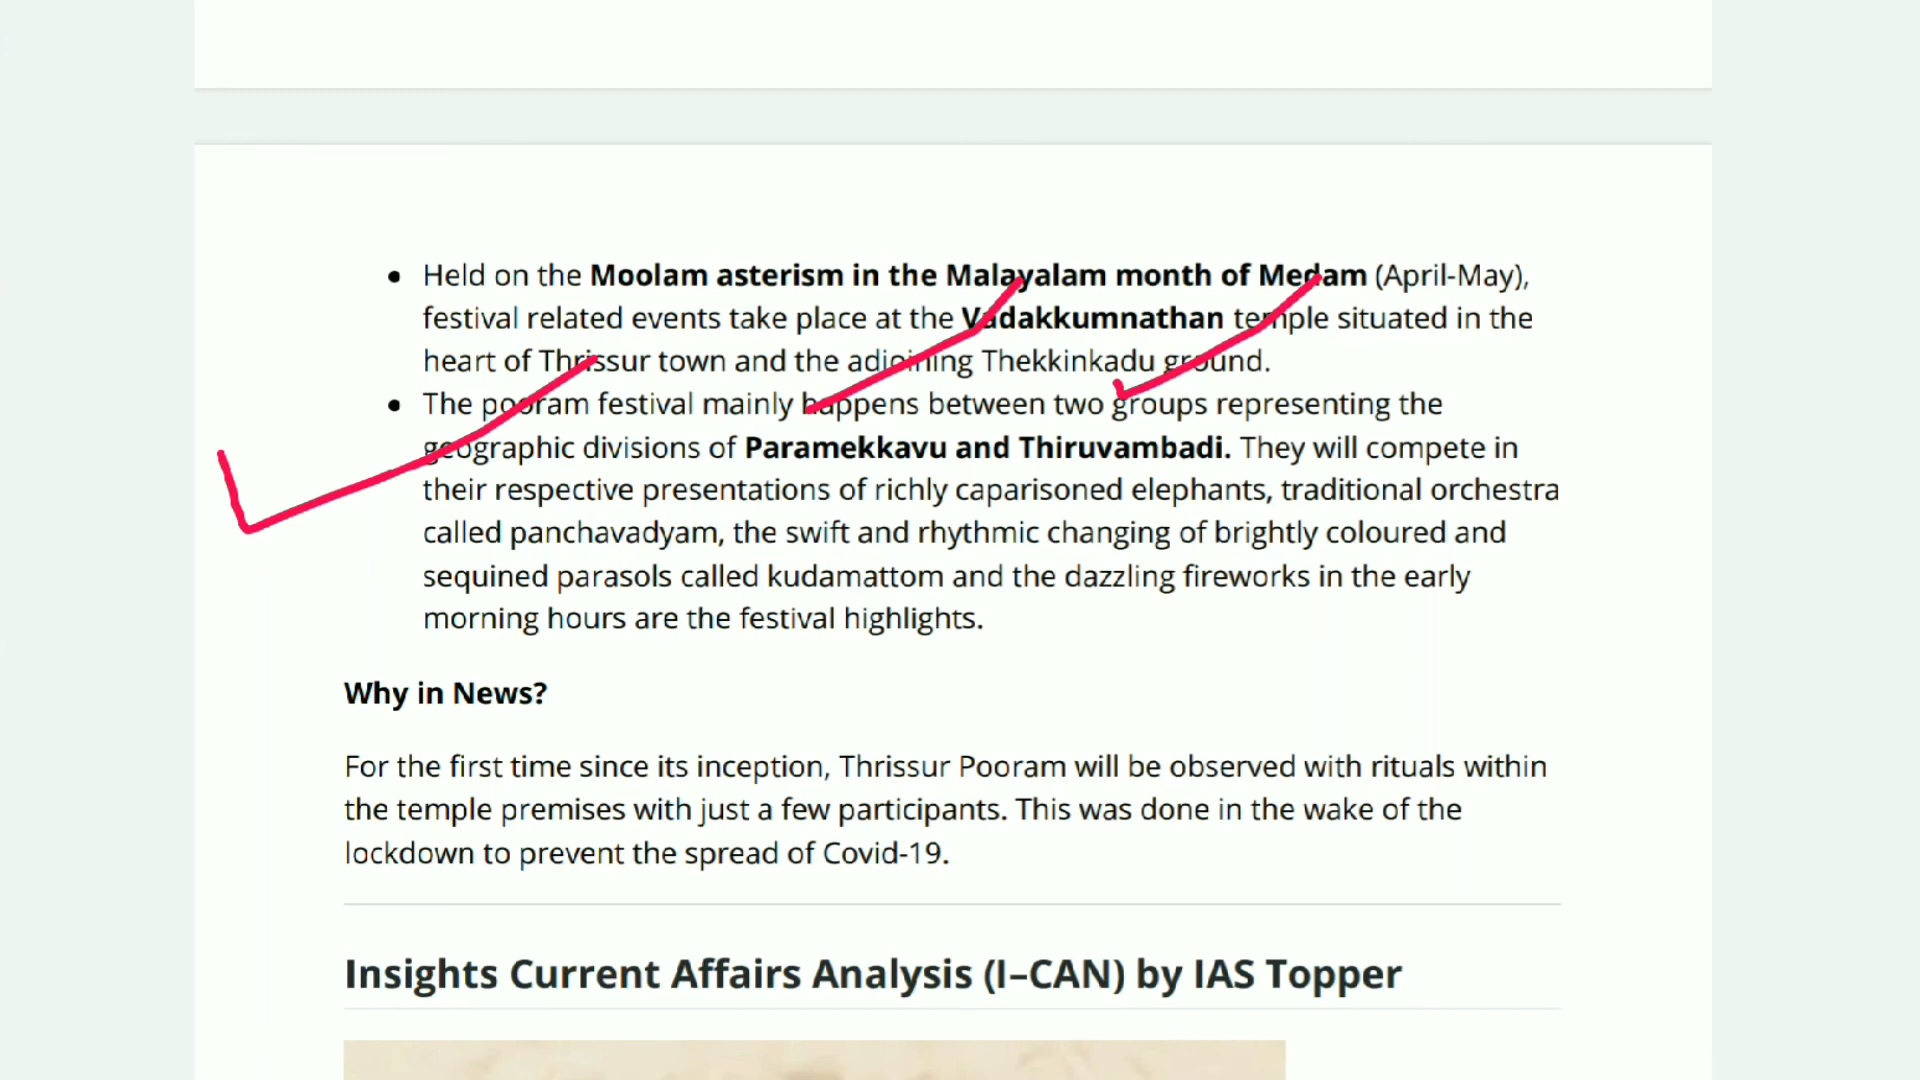 • Held on the Moolam asterism in the Malayalam month of Medam (April-May),
festival related events take place at the Vadakkumnathan temple situated in the
heart of Thrissur town and the adjoining Thekkinkadu ground.
• The pooram festival mainly happens between two groups representing the
geographic divisions of Paramekkavu and Thiruvambadi. They will compete in
their respective presentations of richly caparisoned elephants, traditional orchestra
called panchavadyam, the swift and rhythmic changing of brightly coloured and
sequined parasols called kudamattom and the dazzling fireworks in the early
morning hours are the festival highlights.
Why in News?
For the first time since its inception, Thrissur Pooram will be observed with rituals within
the temple premises with just a few participants. This was done in the wake of the
lockdown to prevent the spread of Covid-19.
Insights Current Affairs Analysis (I–CAN) by IAS Topper